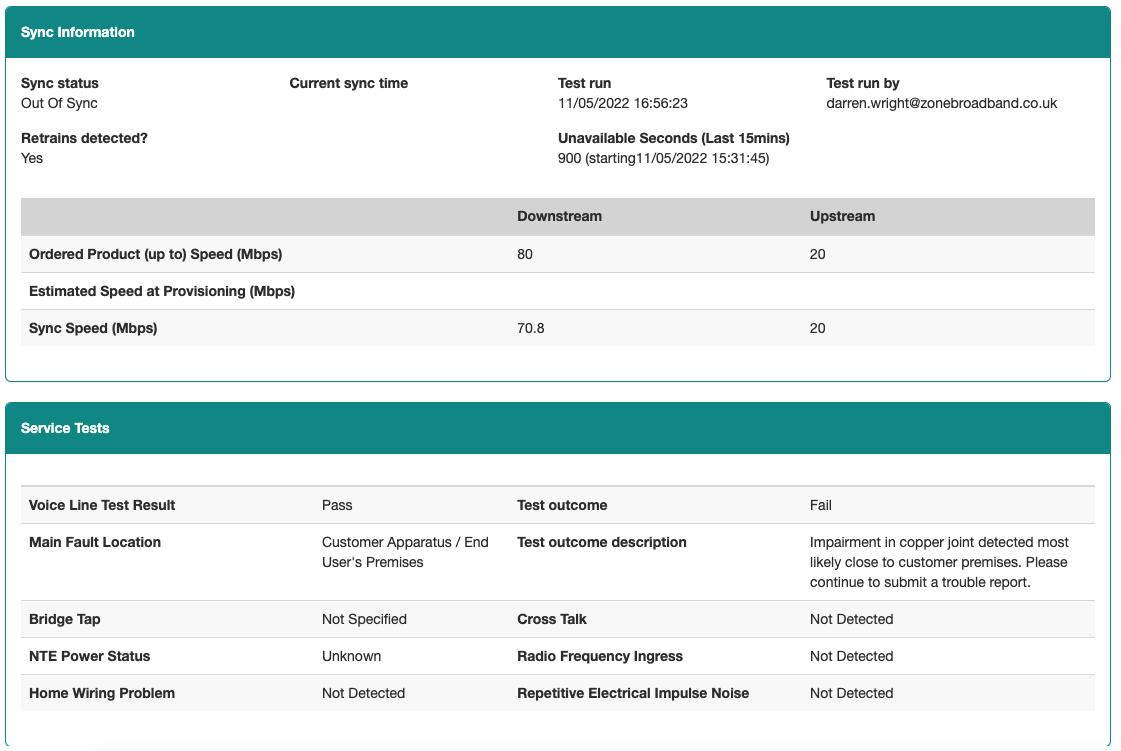 Sync Information
Sync status
Out Of Sync
Current sync time
Test run
11/05/2022 16:56:23
Test run by
darren.wright@zonebroadband.co.uk
Retrains detected?
Yes
Unavailable Seconds (Last 15mins)
900 (starting11/05/2022 15:31:45)
Downstream Upstream
Ordered Product (up to) Speed (Mbps) 80 20
Estimated Speed at Provisioning (Mbps)
Sync Speed (Mbps) 70.8 20
Service Tests
Voice Line Test Result Pass Test outcome Fail
Main Fault Location
Customer Apparatus / End
User's Premises
Test outcome description
Impairment in copper joint detected most
likely close to customer premises. Please
continue to submit a trouble report.
Bridge Tap Not Specified Cross Talk Not Detected
NTE Power Status Unknown Radio Frequency Ingress Not Detected
Home Wiring Problem Not Detected Repetitive Electrical Impulse Noise Not Detected